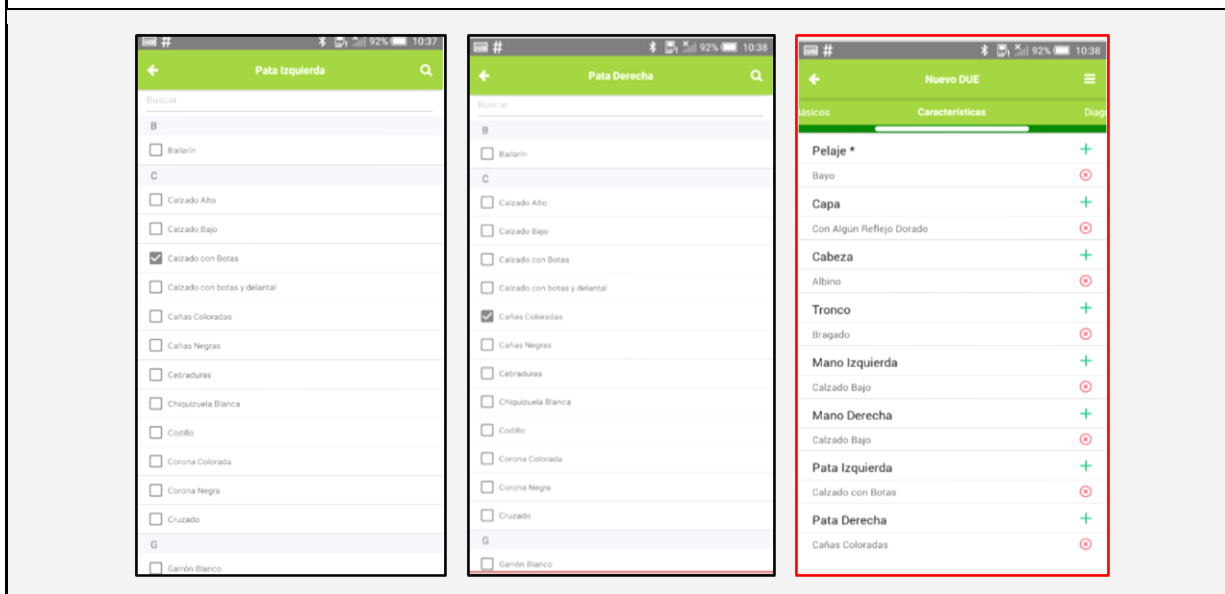 # 92% 10:37
Pata Izquierda
Buscar
B
Bailarín
C
Calzado Alto
Calzado Bajo
Calzado con Botas
Calzado con botas y delantal
Cañas Coloradas
Cañas Negras
Cebraduras
Chiquizuela Blanca
Codillo
Corona Colorada
Corona Negra
Cruzado
G
Garrón Blanco
# 92% 10:38
Pata Derecha
Buscar
B
Bailarín
C
Calzado Alto
Calzado Bajo
Calzado con Botas
Calzado con botas y delantal
Cañas Coloradas
Cañas Negras
Cebraduras
Chiquizuela Blanca
Codillo
Corona Colorada
Corona Negra
Cruzado
G
Garrón Blanco
# 92% 10:38
Nuevo DUE
ásicos Características Diag
Pelaje *
Bayo
Capa
Con Algún Reflejo Dorado
Cabeza
Albino
Tronco
Bragado
Mano Izquierda
Calzado Bajo
Mano Derecha
Calzado Bajo
Pata Izquierda
Calzado con Botas
Pata Derecha
Cañas Coloradas